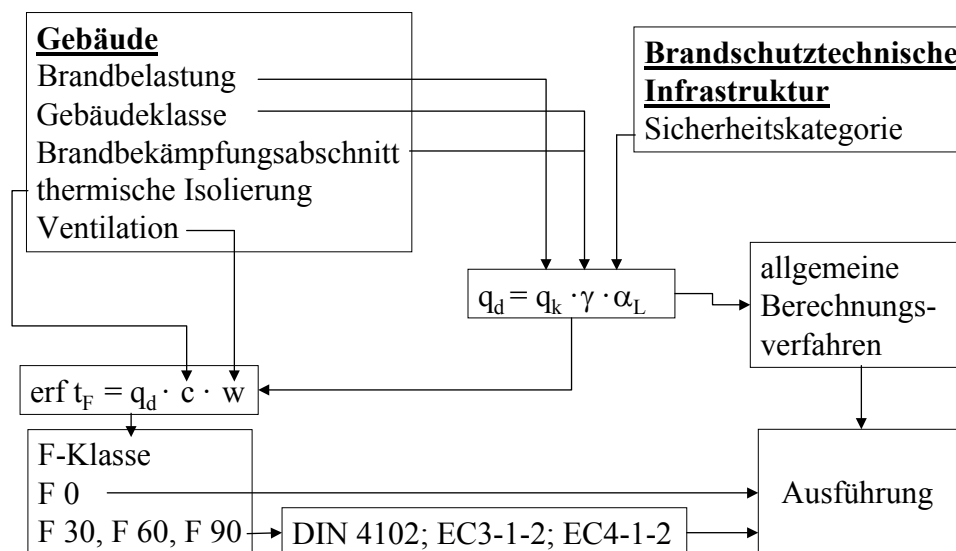 Gebäude
Brandbelastung
Gebäudeklasse
Brandbekämpfungsabschnitt
thermische Isolierung
Ventilation
Brandschutztechnische
Infrastruktur
Sicherheitskategorie
q_d = q_k · γ · α_L
allgemeine
Berechnungs-
verfahren
erf t_F = q_d · c · w
F-Klasse
F 0
F 30, F 60, F 90
DIN 4102; EC3-1-2; EC4-1-2
Ausführung